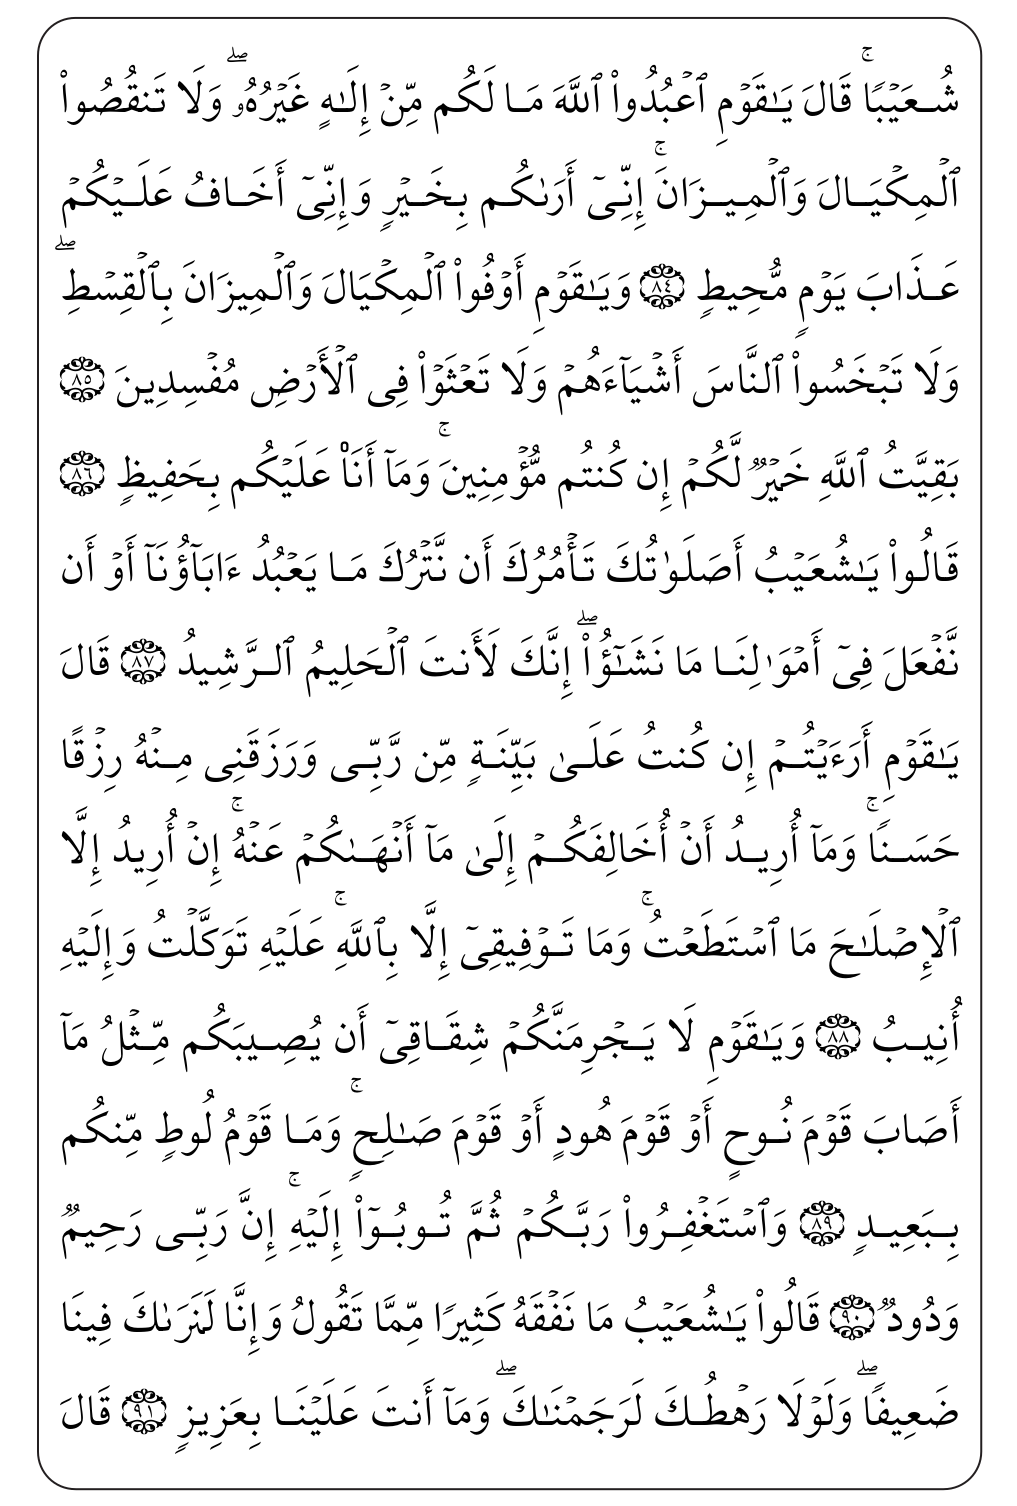 شُعَيۡبًاۚ قَالَ يَـٰقَوۡمِ ٱعۡبُدُواْ ٱللَّهَ مَا لَكُم مِّنۡ إِلَـٰهٍ غَيۡرُهُۥۖ وَلَا تَنقُصُواْ
ٱلۡمِكۡيَالَ وَٱلۡمِيزَانَۚ إِنِّىٓ أَرَىٰكُم بِخَيۡرٍ وَإِنِّىٓ أَخَافُ عَلَيۡكُمۡ
عَذَابَ يَوۡمٍ مُّحِيطٍ ۝٨٤ وَيَـٰقَوۡمِ أَوۡفُواْ ٱلۡمِكۡيَالَ وَٱلۡمِيزَانَ بِٱلۡقِسۡطِۖ
وَلَا تَبۡخَسُواْ ٱلنَّاسَ أَشۡيَآءَهُمۡ وَلَا تَعۡثَوۡاْ فِى ٱلۡأَرۡضِ مُفۡسِدِينَ ۝٨٥
بَقِيَّتُ ٱللَّهِ خَيۡرٌ لَّكُمۡ إِن كُنتُم مُّؤۡمِنِينَۚ وَمَآ أَنَا۠ عَلَيۡكُم بِحَفِيظٍ ۝٨٦
قَالُواْ يَـٰشُعَيۡبُ أَصَلَوٰتُكَ تَأۡمُرُكَ أَن نَّتۡرُكَ مَا يَعۡبُدُ ءَابَآؤُنَآ أَوۡ أَن
نَّفۡعَلَ فِىٓ أَمۡوَٰلِنَا مَا نَشَـٰٓؤُاْۖ إِنَّكَ لَأَنتَ ٱلۡحَلِيمُ ٱلرَّشِيدُ ۝٨٧ قَالَ
يَـٰقَوۡمِ أَرَءَيۡتُمۡ إِن كُنتُ عَلَىٰ بَيِّنَةٍ مِّن رَّبِّى وَرَزَقَنِى مِنۡهُ رِزۡقًا
حَسَنًاۚ وَمَآ أُرِيدُ أَنۡ أُخَالِفَكُمۡ إِلَىٰ مَآ أَنۡهَىٰكُمۡ عَنۡهُۚ إِنۡ أُرِيدُ إِلَّا
ٱلۡإِصۡلَـٰحَ مَا ٱسۡتَطَعۡتُۚ وَمَا تَوۡفِيقِىٓ إِلَّا بِٱللَّهِۚ عَلَيۡهِ تَوَكَّلۡتُ وَإِلَيۡهِ
أُنِيبُ ۝٨٨ وَيَـٰقَوۡمِ لَا يَجۡرِمَنَّكُمۡ شِقَاقِىٓ أَن يُصِيبَكُم مِّثۡلُ مَآ
أَصَابَ قَوۡمَ نُوحٍ أَوۡ قَوۡمَ هُودٍ أَوۡ قَوۡمَ صَـٰلِحٍۚ وَمَا قَوۡمُ لُوطٍ مِّنكُم
بِبَعِيدٍ ۝٨٩ وَٱسۡتَغۡفِرُواْ رَبَّكُمۡ ثُمَّ تُوبُوٓاْ إِلَيۡهِۚ إِنَّ رَبِّى رَحِيمٌ
وَدُودٌ ۝٩٠ قَالُواْ يَـٰشُعَيۡبُ مَا نَفۡقَهُ كَثِيرًا مِّمَّا تَقُولُ وَإِنَّا لَنَرَىٰكَ فِينَا
ضَعِيفًاۖ وَلَوۡلَا رَهۡطُكَ لَرَجَمۡنَـٰكَۖ وَمَآ أَنتَ عَلَيۡنَا بِعَزِيزٍ ۝٩١ قَالَ